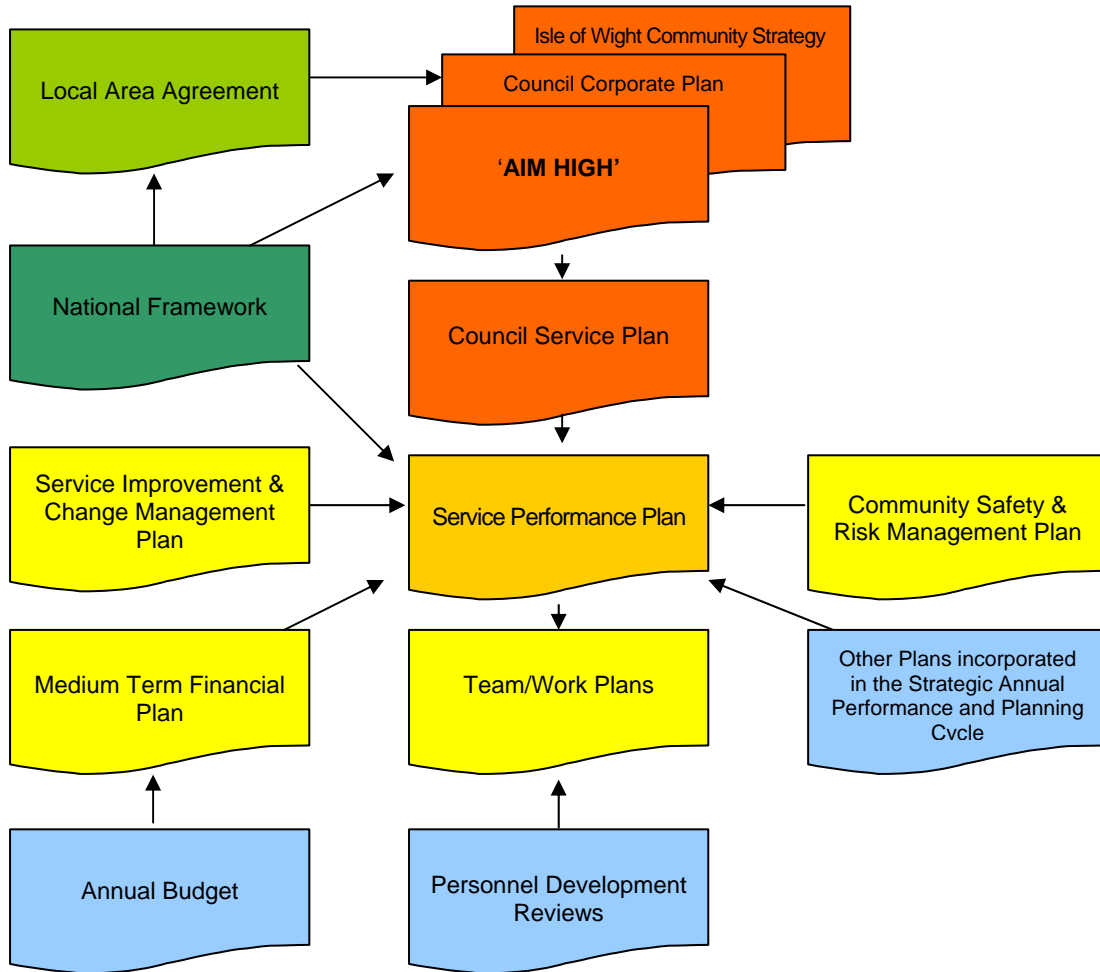 Isle of Wight Community Strategy
Council Corporate Plan
Local Area Agreement
‘AIM HIGH’
National Framework
Council Service Plan
Service Improvement &
Change Management
Plan
Service Performance Plan
Community Safety &
Risk Management Plan
Medium Term Financial
Plan
Team/Work Plans
Other Plans incorporated
in the Strategic Annual
Performance and Planning
Cycle
Annual Budget
Personnel Development
Reviews